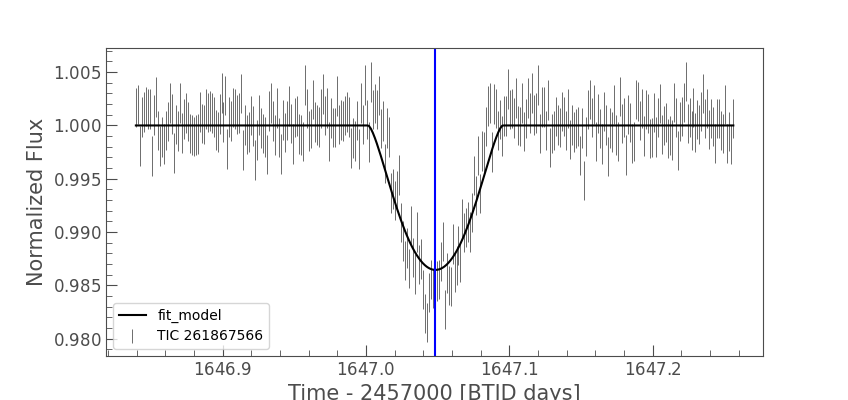 1.005
1.000
0.995
0.990
0.985
0.980
Normalized Flux
fit_model
TIC 261867566
1646.9 1647.0 1647.1 1647.2
Time - 2457000 [BTJD days]